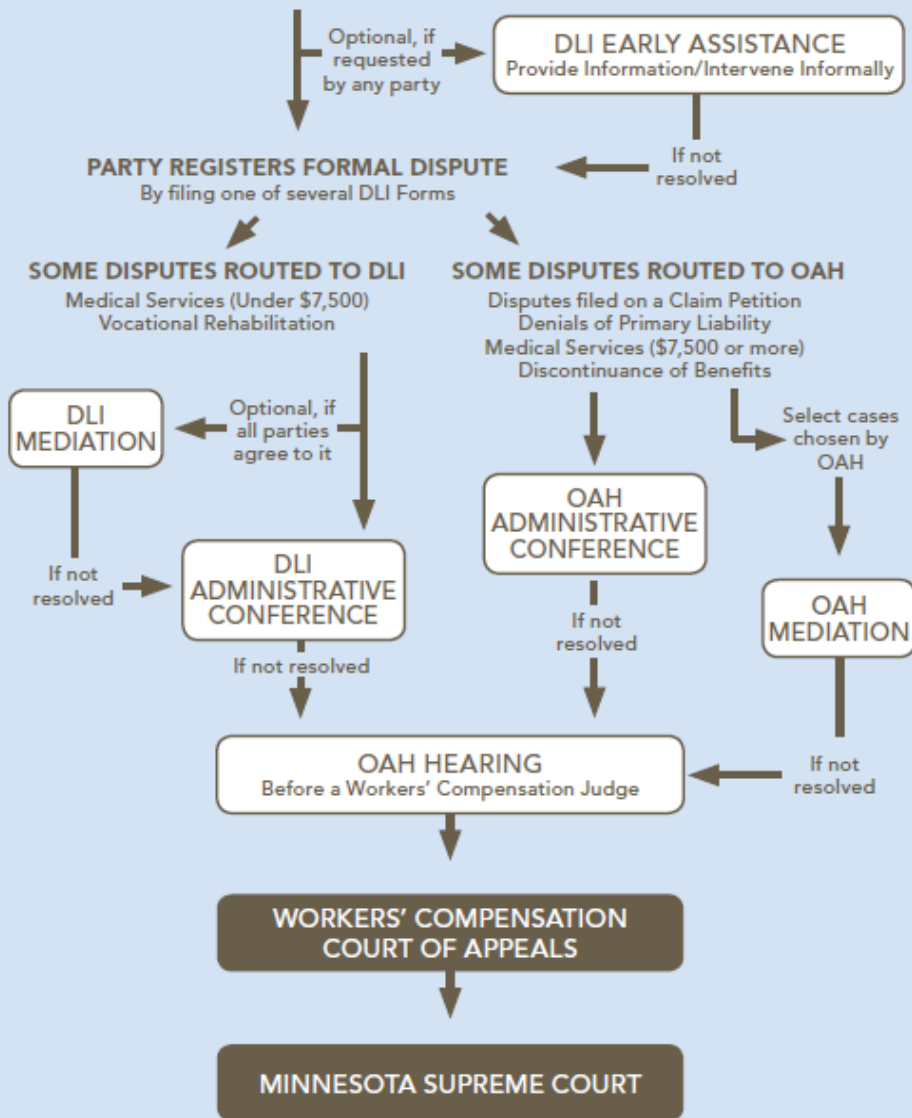 Optional, if
requested
by any party
DLI EARLY ASSISTANCE
Provide Information/Intervene Informally
If not
resolved
PARTY REGISTERS FORMAL DISPUTE
By filing one of several DLI Forms
SOME DISPUTES ROUTED TO DLI
Medical Services (Under $7,500)
Vocational Rehabilitation
SOME DISPUTES ROUTED TO OAH
Disputes filed on a Claim Petition
Denials of Primary Liability
Medical Services ($7,500 or more)
Discontinuance of Benefits
DLI
MEDIATION
Optional, if
all parties
agree to it
Select cases
chosen by
OAH
OAH
ADMINISTRATIVE
CONFERENCE
If not
resolved
DLI
ADMINISTRATIVE
CONFERENCE
If not
resolved
OAH
MEDIATION
If not resolved
OAH HEARING
Before a Workers' Compensation Judge
If not
resolved
WORKERS' COMPENSATION
COURT OF APPEALS
MINNESOTA SUPREME COURT